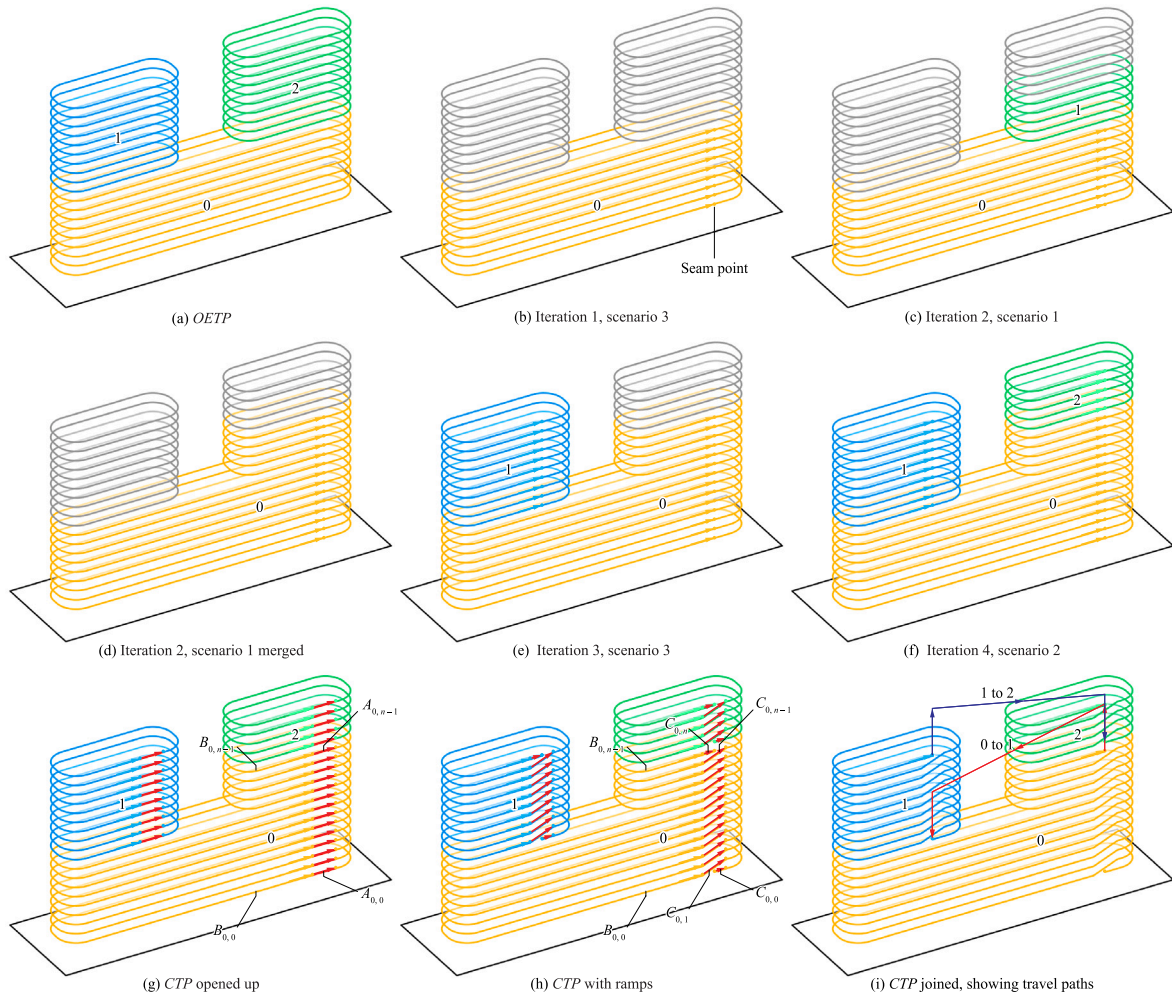 1
2
0
(a) OETP
0
Seam point
(b) Iteration 1, scenario 3
1
0
(c) Iteration 2, scenario 1
0
(d) Iteration 2, scenario 1 merged
1
0
(e) Iteration 3, scenario 3
2
1
0
(f) Iteration 4, scenario 2
A0, n−1
B0, n−1
2
1
0
A0, 0
B0, 0
(g) CTP opened up
C0, n
C0, n−1
B0, n−1
1
0
C0, 0
C0, 1
B0, 0
(h) CTP with ramps
1 to 2
2
0 to 1
1
0
(i) CTP joined, showing travel paths